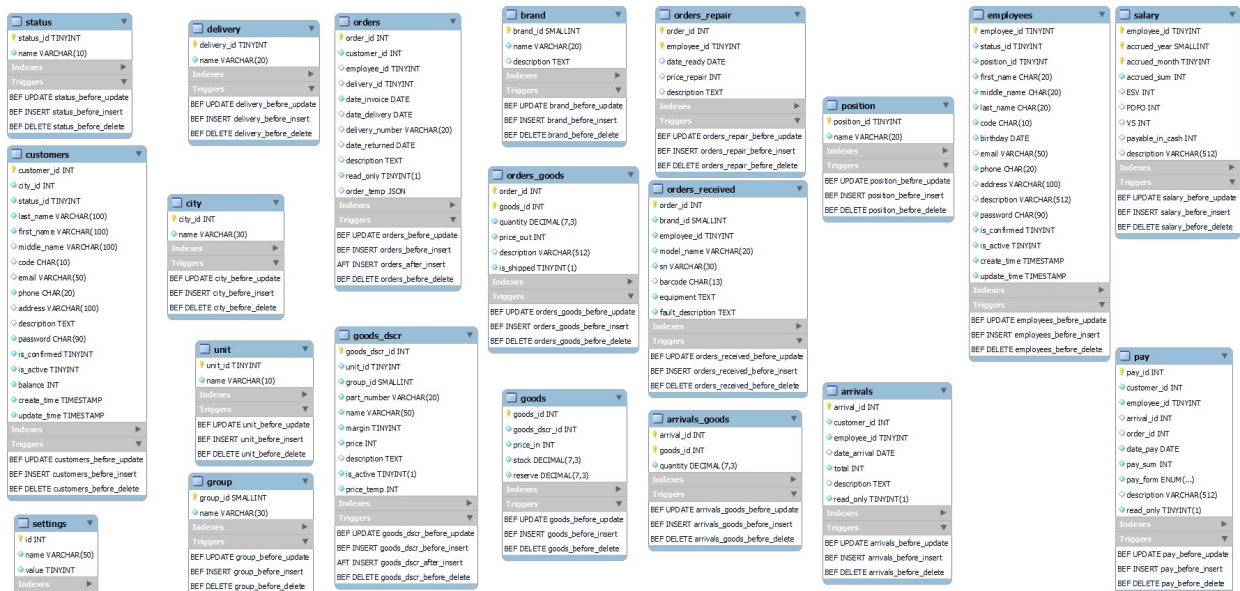 status
status_id TINYINT
name VARCHAR(10)
Indexes
Triggers
BEF UPDATE status_before_update
BEF INSERT status_before_insert
BEF DELETE status_before_delete
customers
customer_id INT
city_id INT
status_id TINYINT
last_name VARCHAR(100)
first_name VARCHAR(100)
middle_name VARCHAR(100)
code CHAR(10)
email VARCHAR(50)
phone CHAR(20)
address VARCHAR(100)
description TEXT
password CHAR(90)
is_confirmed TINYINT
is_active TINYINT
balance INT
create_time TIMESTAMP
update_time TIMESTAMP
Indexes
Triggers
BEF UPDATE customers_before_update
BEF INSERT customers_before_insert
BEF DELETE customers_before_delete
settings
id INT
name VARCHAR(50)
value TINYINT
Indexes
delivery
delivery_id TINYINT
name VARCHAR(20)
Indexes
Triggers
BEF UPDATE delivery_before_update
BEF INSERT delivery_before_insert
BEF DELETE delivery_before_delete
city
city_id INT
name VARCHAR(30)
Indexes
Triggers
BEF UPDATE city_before_update
BEF INSERT city_before_insert
BEF DELETE city_before_delete
unit
unit_id TINYINT
name VARCHAR(10)
Indexes
Triggers
BEF UPDATE unit_before_update
BEF INSERT unit_before_insert
BEF DELETE unit_before_delete
group
group_id SMALLINT
name VARCHAR(30)
Indexes
Triggers
BEF UPDATE group_before_update
BEF INSERT group_before_insert
BEF DELETE group_before_delete
orders
order_id INT
customer_id INT
employee_id TINYINT
delivery_id TINYINT
date_invoice DATE
date_delivery DATE
delivery_number VARCHAR(20)
date_returned DATE
description TEXT
read_only TINYINT(1)
order_temp JSON
Indexes
Triggers
BEF UPDATE orders_before_update
BEF INSERT orders_before_insert
AFT INSERT orders_after_insert
BEF DELETE orders_before_delete
goods_dscr
goods_dscr_id INT
unit_id TINYINT
group_id SMALLINT
part_number VARCHAR(20)
name VARCHAR(50)
margin TINYINT
price INT
description TEXT
is_active TINYINT(1)
price_temp INT
Indexes
Triggers
BEF UPDATE goods_dscr_before_update
BEF INSERT goods_dscr_before_insert
AFT INSERT goods_dscr_after_insert
BEF DELETE goods_dscr_before_delete
brand
brand_id SMALLINT
name VARCHAR(20)
description TEXT
Indexes
Triggers
BEF UPDATE brand_before_update
BEF INSERT brand_before_insert
BEF DELETE brand_before_delete
orders_goods
order_id INT
goods_id INT
quantity DECIMAL(7,3)
price_out INT
description VARCHAR(512)
is_shipped TINYINT(1)
Indexes
Triggers
BEF UPDATE orders_goods_before_update
BEF INSERT orders_goods_before_insert
BEF DELETE orders_goods_before_delete
goods
goods_id INT
goods_dscr_id INT
price_in INT
stock DECIMAL(7,3)
reserve DECIMAL(7,3)
Indexes
Triggers
BEF UPDATE goods_before_update
BEF INSERT goods_before_insert
BEF DELETE goods_before_delete
orders_repair
order_id INT
employee_id TINYINT
date_ready DATE
price_repair INT
description TEXT
Indexes
Triggers
BEF UPDATE orders_repair_before_update
BEF INSERT orders_repair_before_insert
BEF DELETE orders_repair_before_delete
orders_received
order_id INT
brand_id SMALLINT
employee_id TINYINT
model_name VARCHAR(20)
sn VARCHAR(30)
barcode CHAR(13)
equipment TEXT
fault_description TEXT
Indexes
Triggers
BEF UPDATE orders_received_before_update
BEF INSERT orders_received_before_insert
BEF DELETE orders_received_before_delete
arrivals_goods
arrival_id INT
goods_id INT
quantity DECIMAL(7,3)
Indexes
Triggers
BEF UPDATE arrivals_goods_before_update
BEF INSERT arrivals_goods_before_insert
BEF DELETE arrivals_goods_before_delete
position
position_id TINYINT
name VARCHAR(20)
Indexes
Triggers
BEF UPDATE position_before_update
BEF INSERT position_before_insert
BEF DELETE position_before_delete
arrivals
arrival_id INT
customer_id INT
employee_id TINYINT
date_arrival DATE
total INT
description TEXT
read_only TINYINT(1)
Indexes
Triggers
BEF UPDATE arrivals_before_update
BEF INSERT arrivals_before_insert
BEF DELETE arrivals_before_delete
employees
employee_id TINYINT
status_id TINYINT
position_id TINYINT
first_name CHAR(20)
middle_name CHAR(20)
last_name CHAR(20)
code CHAR(10)
birthday DATE
email VARCHAR(50)
phone CHAR(20)
address VARCHAR(100)
description VARCHAR(512)
password CHAR(90)
is_confirmed TINYINT
is_active TINYINT
create_time TIMESTAMP
update_time TIMESTAMP
Indexes
Triggers
BEF UPDATE employees_before_update
BEF INSERT employees_before_insert
BEF DELETE employees_before_delete
salary
employee_id TINYINT
accrued_year SMALLINT
accrued_month TINYINT
accrued_sum INT
ESV INT
PDFO INT
VS INT
payable_in_cash INT
description VARCHAR(512)
Indexes
Triggers
BEF UPDATE salary_before_update
BEF INSERT salary_before_insert
BEF DELETE salary_before_delete
pay
pay_id INT
customer_id INT
employee_id TINYINT
arrival_id INT
order_id INT
date_pay DATE
pay_sum INT
pay_form ENUM(...)
description VARCHAR(512)
read_only TINYINT(1)
Indexes
Triggers
BEF UPDATE pay_before_update
BEF INSERT pay_before_insert
BEF DELETE pay_before_delete